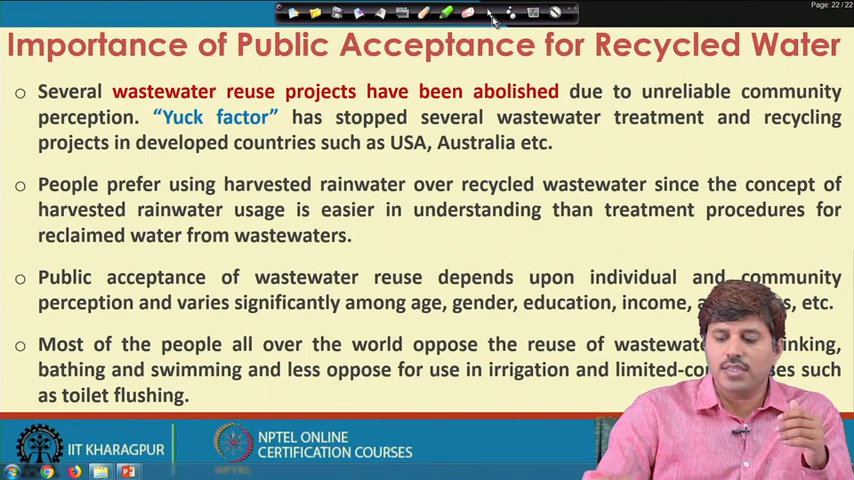 Page: 22 / 22
Importance of Public Acceptance for Recycled Water
Several wastewater reuse projects have been abolished due to unreliable community
perception. “Yuck factor” has stopped several wastewater treatment and recycling
projects in developed countries such as USA, Australia etc.
People prefer using harvested rainwater over recycled wastewater since the concept of
harvested rainwater usage is easier in understanding than treatment procedures for
reclaimed water from wastewaters.
Public acceptance of wastewater reuse depends upon individual and community
perception and varies significantly among age, gender, education, income, etc.
Most of the people all over the world oppose the reuse of
bathing and swimming and less oppose for use in irrigation and such
as toilet flushing.
IIT KHARAGPUR
NPTEL ONLINE
CERTIFICATION COURSES
NPTEL